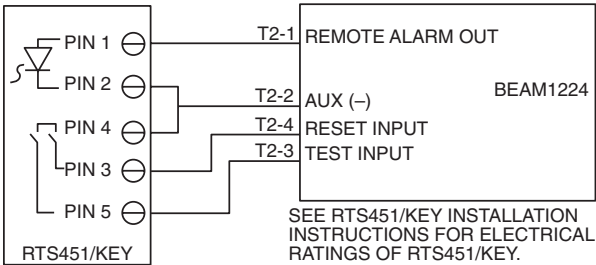 PIN 1
PIN 2
PIN 4
PIN 3
PIN 5
RTS451/KEY
T2-1 REMOTE ALARM OUT
T2-2 AUX (–)
T2-4 RESET INPUT
T2-3 TEST INPUT
BEAM1224
SEE RTS451/KEY INSTALLATION
INSTRUCTIONS FOR ELECTRICAL
RATINGS OF RTS451/KEY.